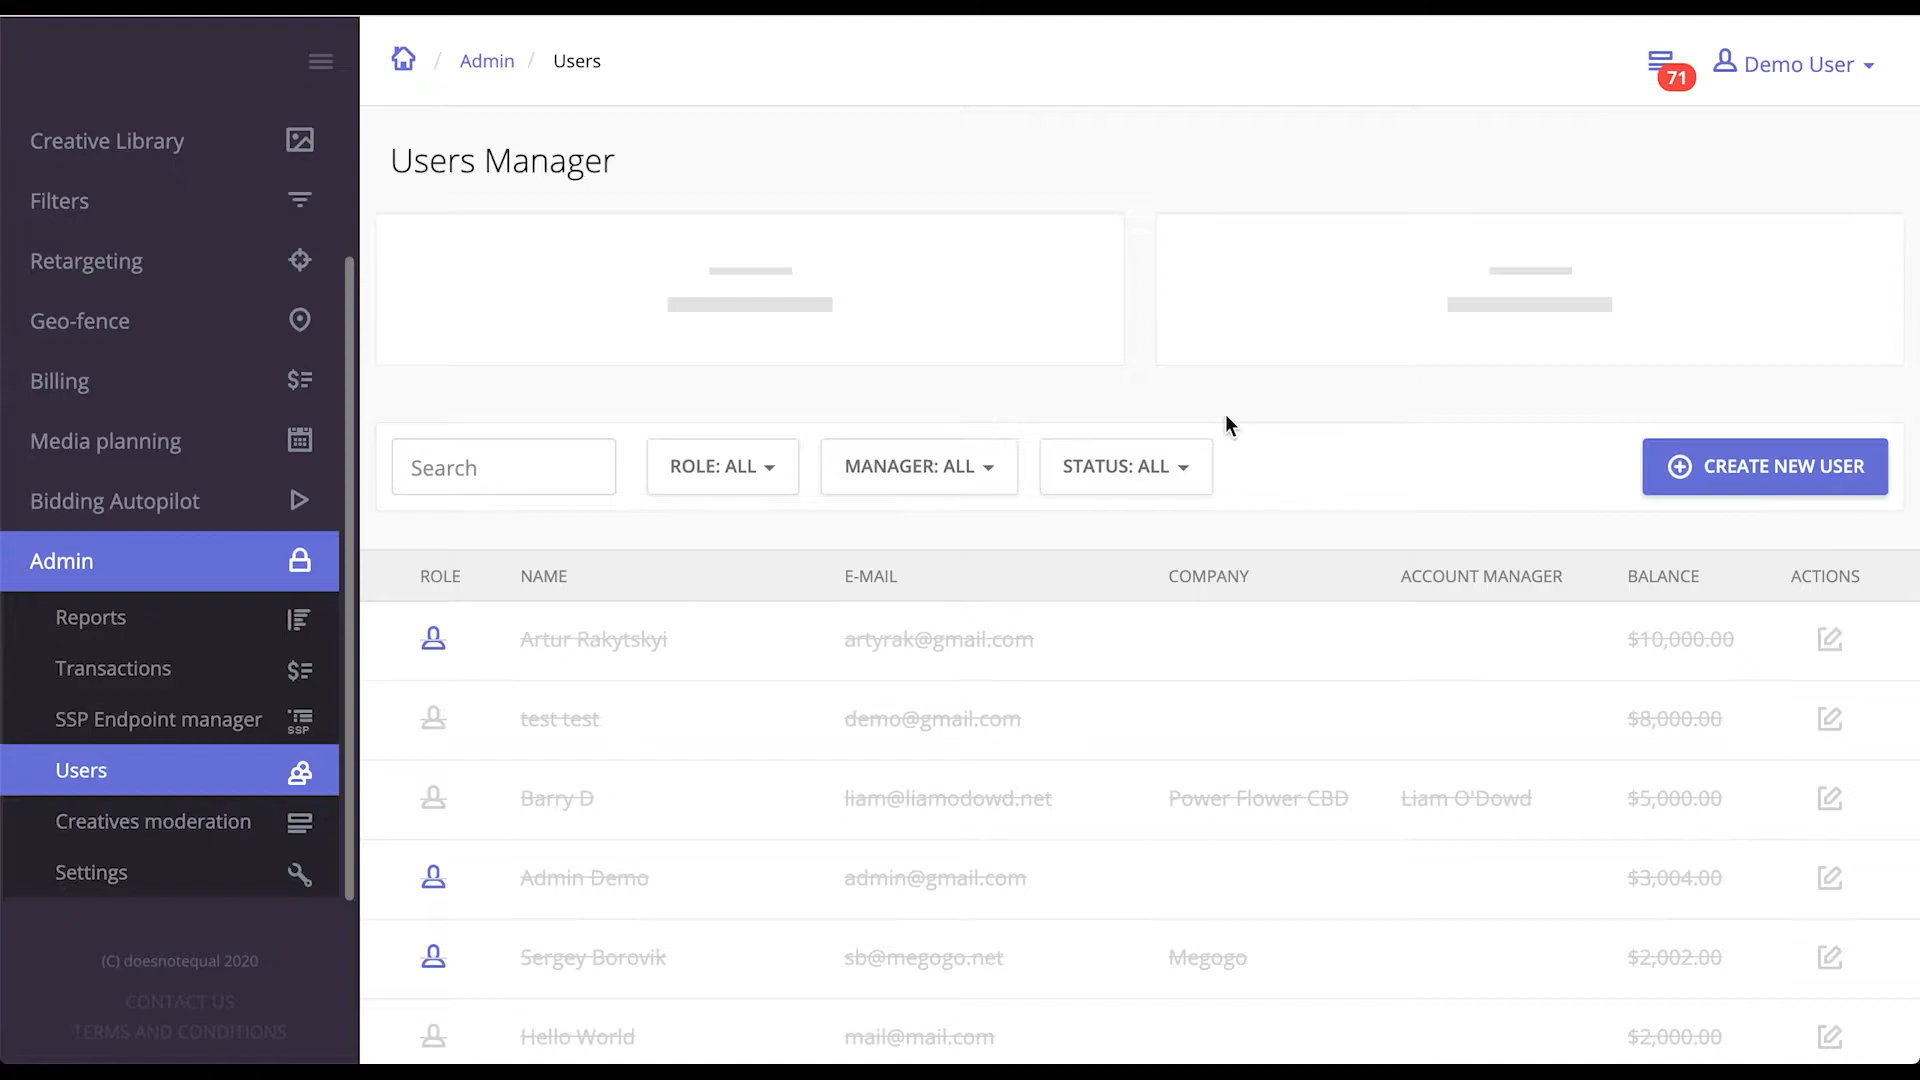 Admin / Users
71
Demo User
Creative Library
Filters
Retargeting
Geo-fence
Billing
Media planning
Bidding Autopilot
Admin
Reports
Transactions
SSP Endpoint manager
SSP
Users
Creatives moderation
Settings
(C) doesnotequal 2020
CONTACT US
TERMS AND CONDITIONS
Users Manager
Search ROLE: ALL MANAGER: ALL STATUS: ALL CREATE NEW USER
ROLE NAME E-MAIL COMPANY ACCOUNT MANAGER BALANCE ACTIONS
Artur Rakytskyi artyrak@gmail.com $10,000.00
test test demo@gmail.com $8,000.00
Barry D liam@liamodowd.net Power Flower CBD Liam O'Dowd $5,000.00
Admin Demo admin@gmail.com $3,004.00
Sergey Borovik sb@megogo.net Megogo $2,002.00
Hello World mail@mail.com $2,000.00